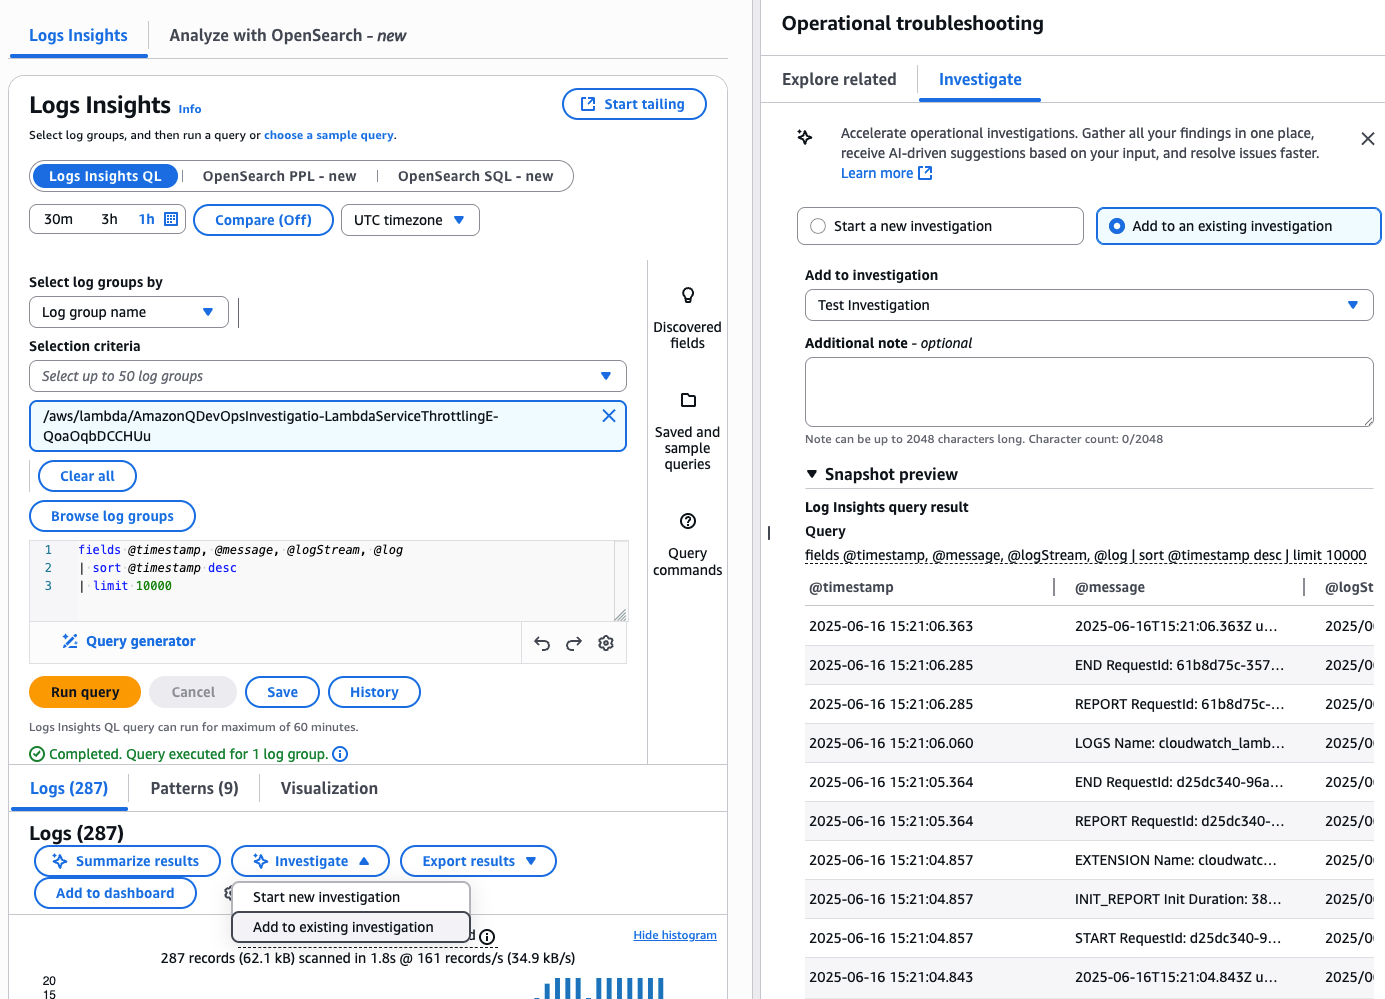 Logs Insights
Analyze with OpenSearch - new
Logs Insights Info
Start tailing
Select log groups, and then run a query or choose a sample query.
Logs Insights QL
OpenSearch PPL - new
OpenSearch SQL - new
30m 3h 1h
Compare (Off)
UTC timezone
Select log groups by
Log group name
Selection criteria
Select up to 50 log groups
/aws/lambda/AmazonQDevOpsInvestigatio-LambdaServiceThrottlingE-
QoaOqbDCCHUu
Clear all
Browse log groups
1 fields @timestamp, @message, @logStream, @log
2 | sort @timestamp desc
3 | limit 10000
Query generator
Discovered
fields
Saved and
sample
queries
Query
commands
Run query
Cancel
Save
History
Logs Insights QL query can run for maximum of 60 minutes.
Completed. Query executed for 1 log group.
Logs (287)
Patterns (9)
Visualization
Logs (287)
Summarize results
Investigate
Export results
Add to dashboard
Start new investigation
Add to existing investigation
Hide histogram
287 records (62.1 kB) scanned in 1.8s @ 161 records/s (34.9 kB/s)
20
15
Operational troubleshooting
Explore related
Investigate
Accelerate operational investigations. Gather all your findings in one place,
receive AI-driven suggestions based on your input, and resolve issues faster.
Learn more
Start a new investigation
Add to an existing investigation
Add to investigation
Test Investigation
Additional note - optional
Note can be up to 2048 characters long. Character count: 0/2048
Snapshot preview
Log Insights query result
Query
fields @timestamp, @message, @logStream, @log | sort @timestamp desc | limit 10000
@timestamp @message @logSt
2025-06-16 15:21:06.363 2025-06-16T15:21:06.363Z u... 2025/0
2025-06-16 15:21:06.285 END RequestId: 61b8d75c-357... 2025/0
2025-06-16 15:21:06.285 REPORT RequestId: 61b8d75c-... 2025/0
2025-06-16 15:21:06.060 LOGS Name: cloudwatch_lamb... 2025/0
2025-06-16 15:21:05.364 END RequestId: d25dc340-96a... 2025/0
2025-06-16 15:21:05.364 REPORT RequestId: d25dc340-... 2025/0
2025-06-16 15:21:04.857 EXTENSION Name: cloudwatc... 2025/0
2025-06-16 15:21:04.857 INIT_REPORT Init Duration: 38... 2025/0
2025-06-16 15:21:04.857 START RequestId: d25dc340-9... 2025/0
2025-06-16 15:21:04.843 2025-06-16T15:21:04.843Z u... 2025/0